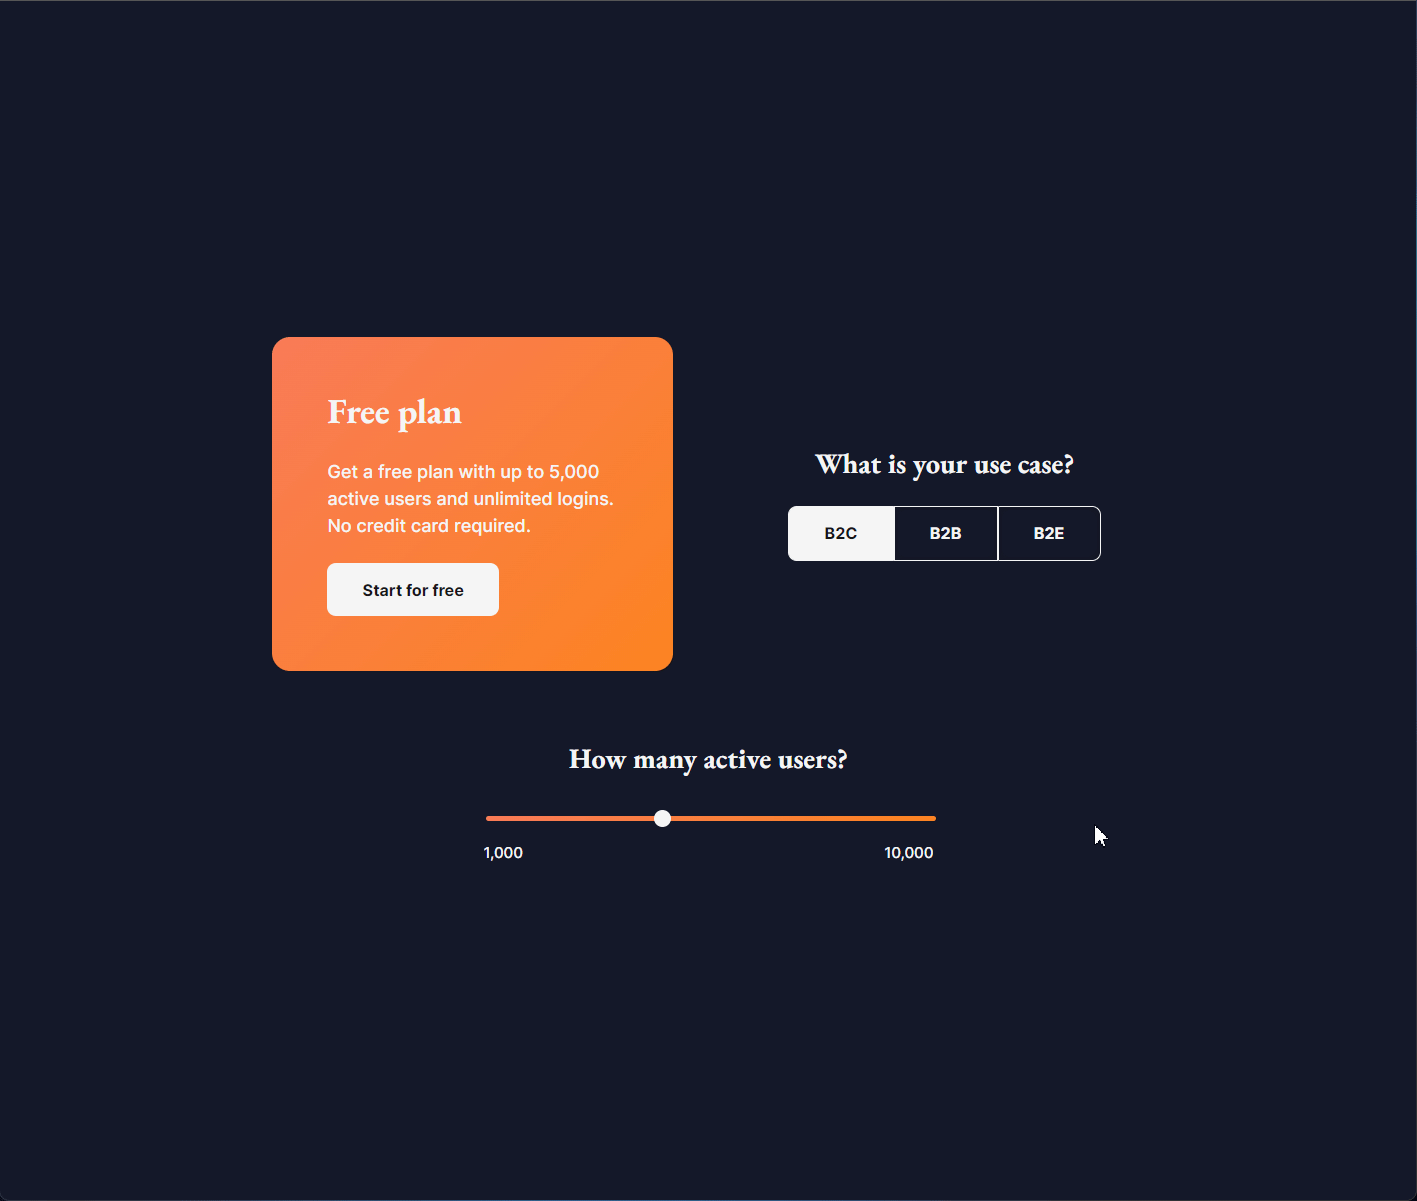 Free plan
Get a free plan with up to 5,000
active users and unlimited logins.
No credit card required.
Start for free
What is your use case?
B2C B2B B2E
How many active users?
1,000 10,000